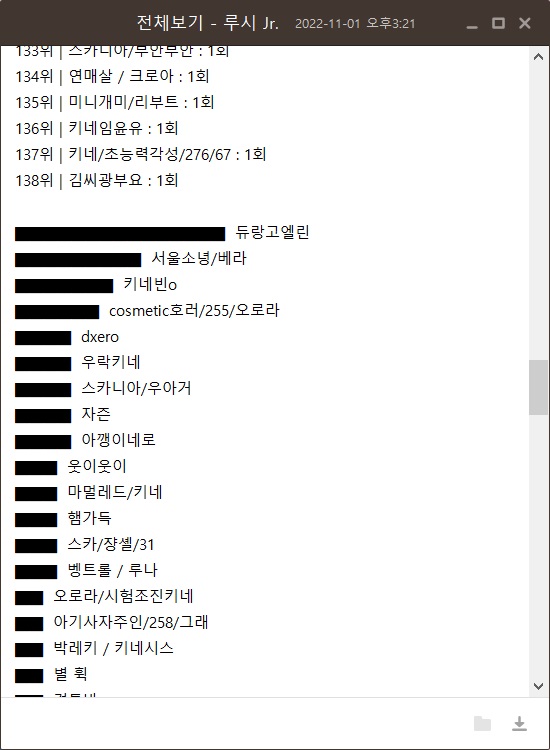 전체보기 - 루시 Jr. 2022-11-01 오후3:21
133위 | 스카니아/부안부안 : 1회
134위 | 연매살 / 크로아 : 1회
135위 | 미니개미/리부트 : 1회
136위 | 키네임윤유 : 1회
137위 | 키네/초능력각성/276/67 : 1회
138위 | 김씨광부요 : 1회
듀랑고엘린
서울소녕/베라
키네빈o
cosmetic호러/255/오로라
dxero
우락키네
스카니아/우아거
자즌
아깽이네로
웃이웃이
마멀레드/키네
햄가득
스카/쟝셸/31
벵트롤 / 루나
오로라/시험조진키네
아기사자주인/258/그래
박레키 / 키네시스
별 획